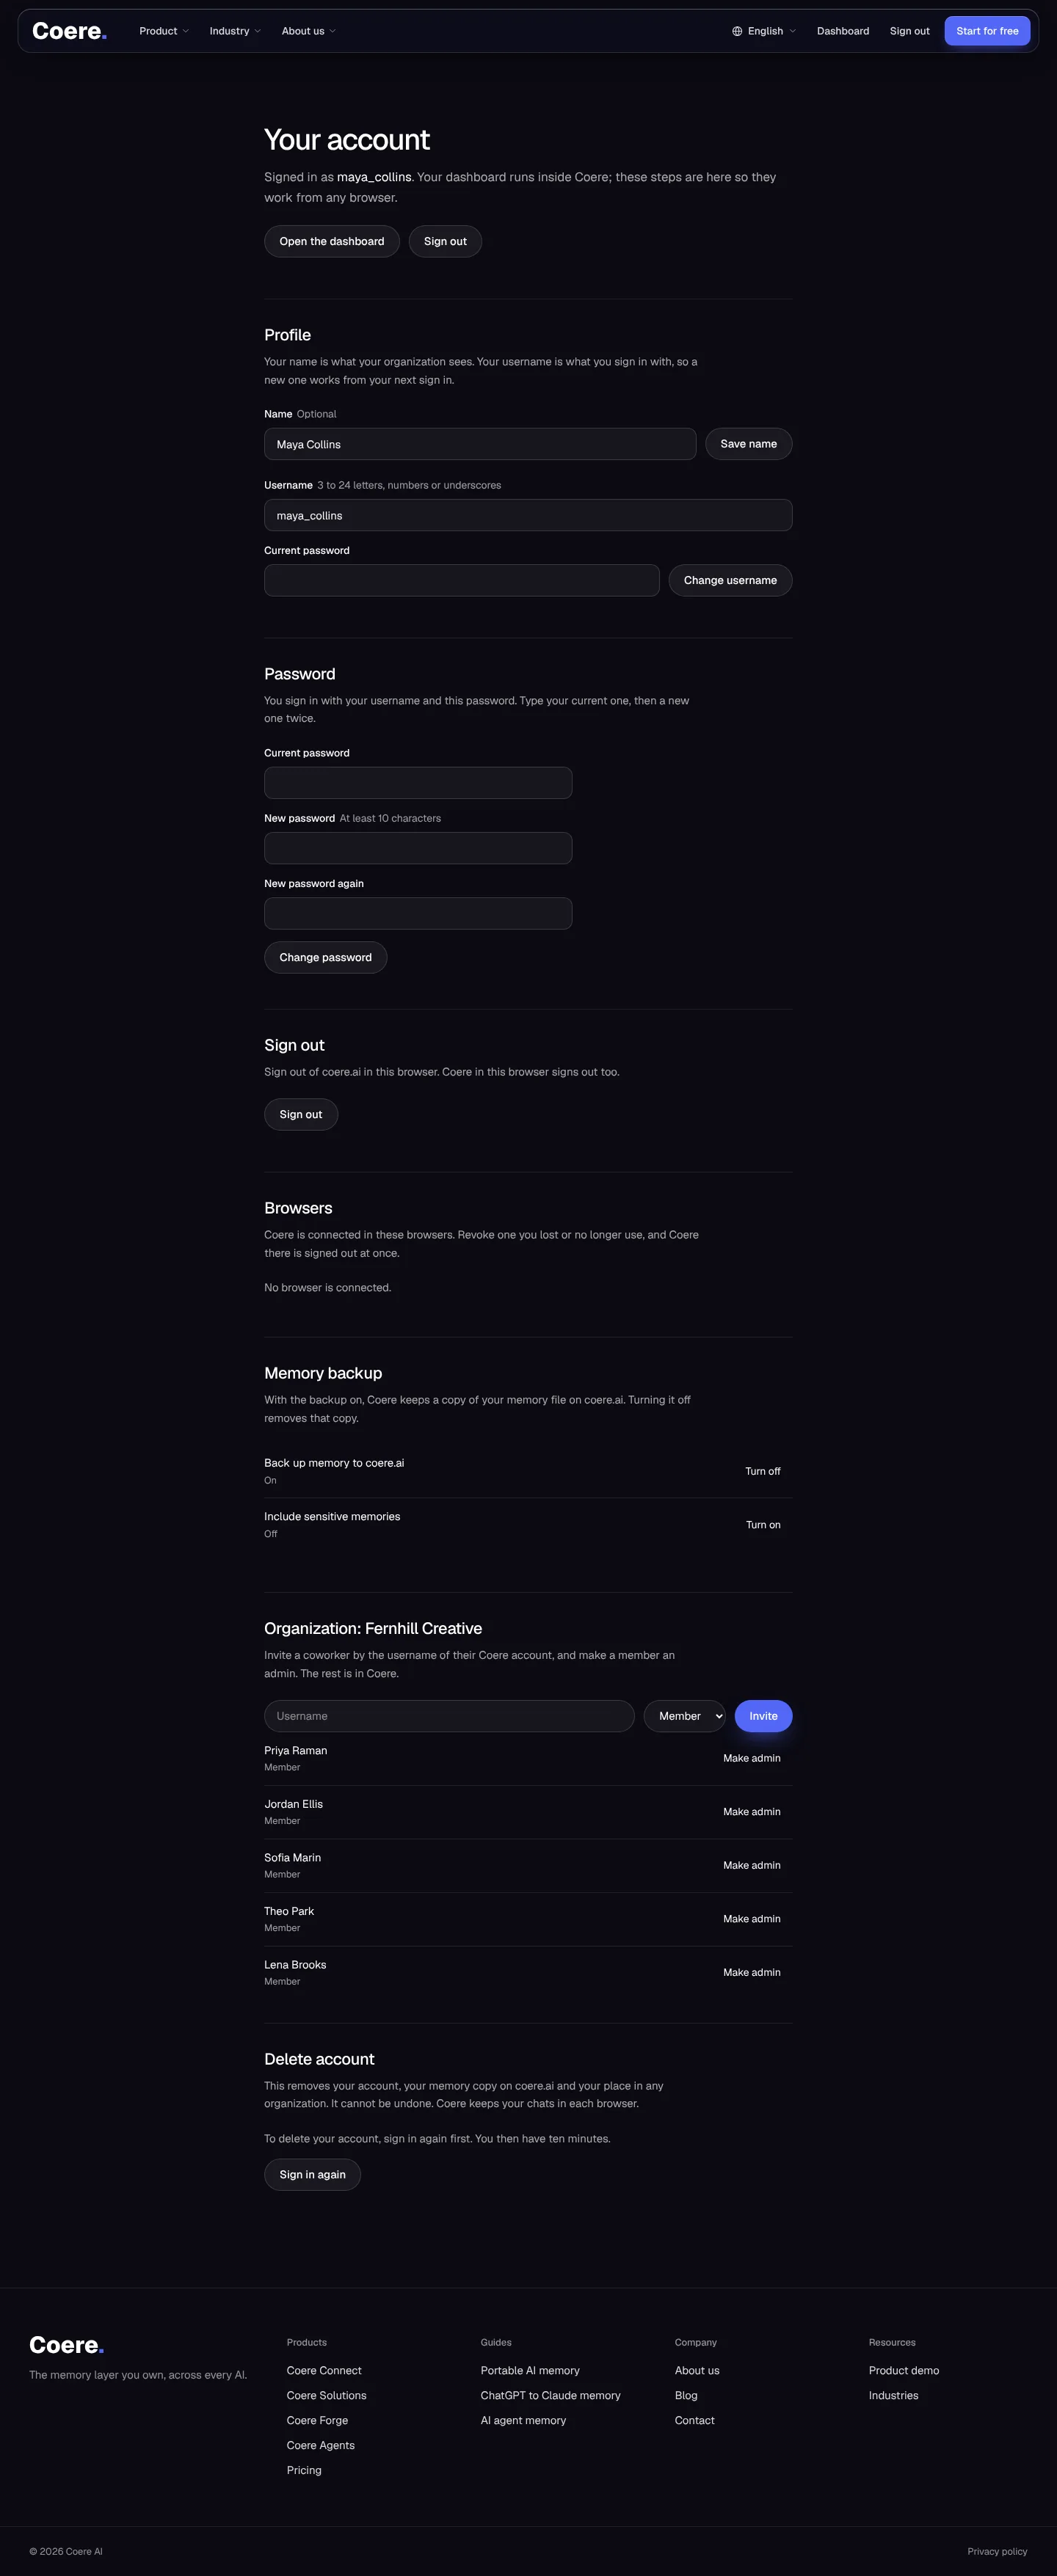 Coere.
Product
Industry
About us
English
Dashboard
Sign out
Start for free
Your account
Signed in as maya_collins. Your dashboard runs inside Coere; these steps are here so they
work from any browser.
Open the dashboard
Sign out
Profile
Your name is what your organization sees. Your username is what you sign in with, so a
new one works from your next sign in.
Name Optional
Maya Collins
Save name
Username 3 to 24 letters, numbers or underscores
maya_collins
Current password
Change username
Password
You sign in with your username and this password. Type your current one, then a new
one twice.
Current password
New password At least 10 characters
New password again
Change password
Sign out
Sign out of coere.ai in this browser. Coere in this browser signs out too.
Sign out
Browsers
Coere is connected in these browsers. Revoke one you lost or no longer use, and Coere
there is signed out at once.
No browser is connected.
Memory backup
With the backup on, Coere keeps a copy of your memory file on coere.ai. Turning it off
removes that copy.
Back up memory to coere.ai
On
Turn off
Include sensitive memories
Off
Turn on
Organization: Fernhill Creative
Invite a coworker by the username of their Coere account, and make a member an
admin. The rest is in Coere.
Username
Member
Invite
Priya Raman
Member
Make admin
Jordan Ellis
Member
Make admin
Sofia Marin
Member
Make admin
Theo Park
Member
Make admin
Lena Brooks
Member
Make admin
Delete account
This removes your account, your memory copy on coere.ai and your place in any
organization. It cannot be undone. Coere keeps your chats in each browser.
To delete your account, sign in again first. You then have ten minutes.
Sign in again
Coere.
The memory layer you own, across every AI.
Products
Coere Connect
Coere Solutions
Coere Forge
Coere Agents
Pricing
Guides
Portable AI memory
ChatGPT to Claude memory
AI agent memory
Company
About us
Blog
Contact
Resources
Product demo
Industries
© 2026 Coere AI
Privacy policy